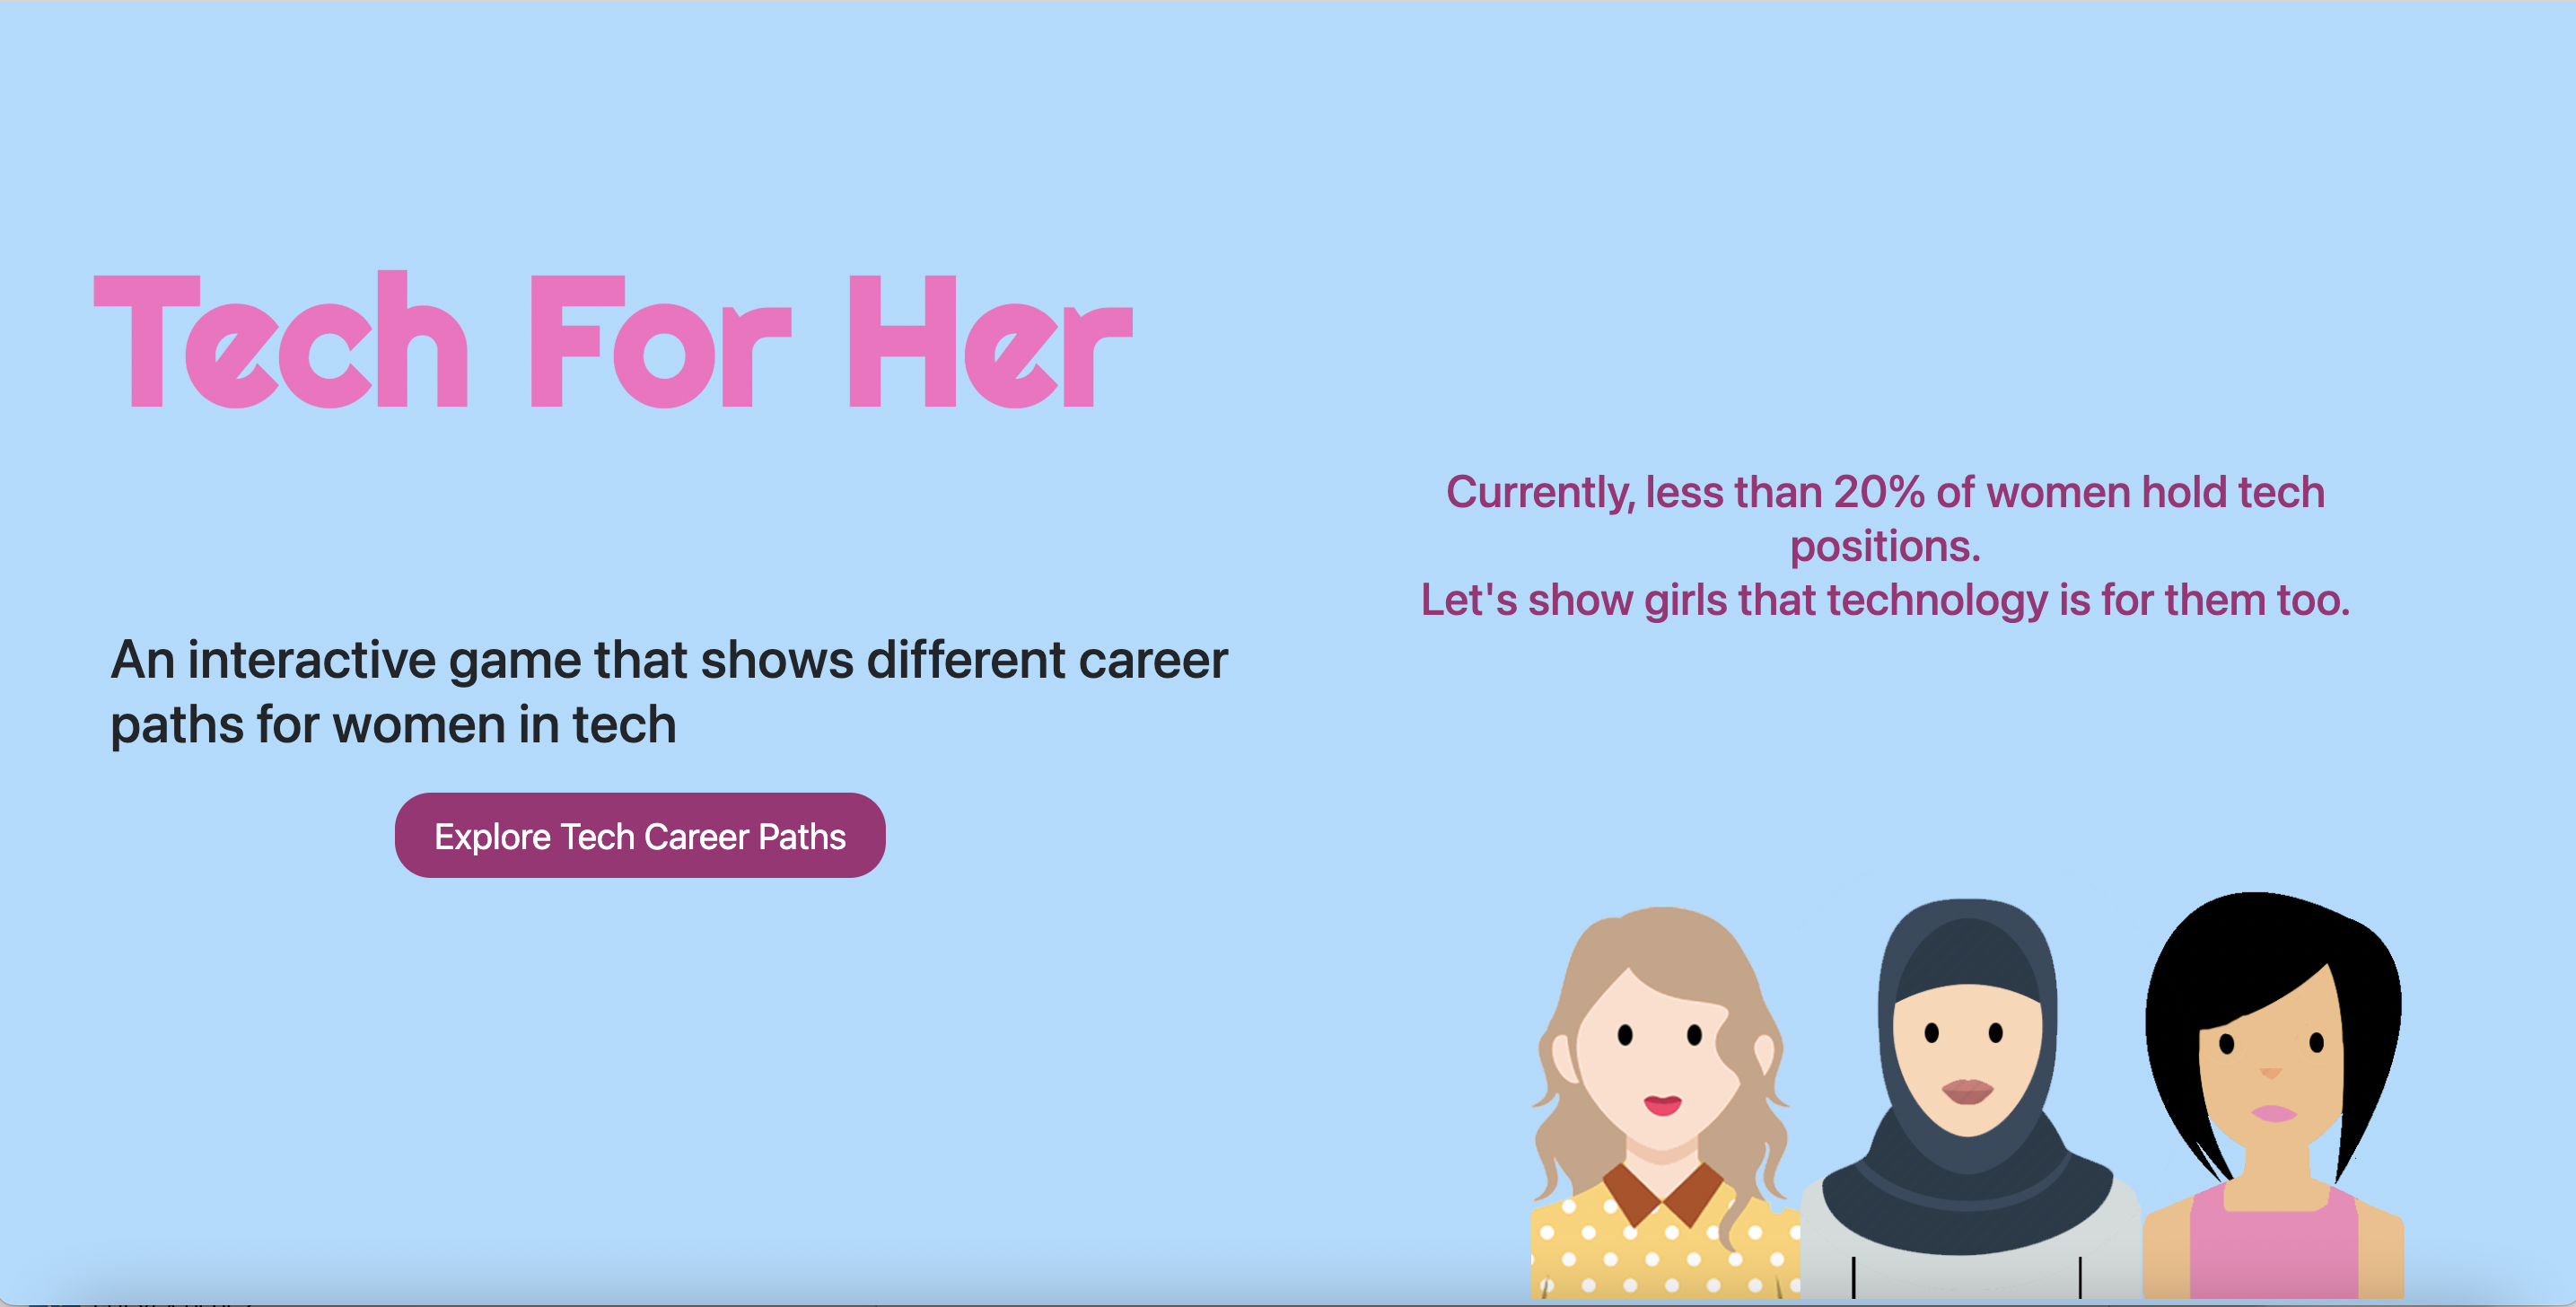 Tech For Her
Currently, less than 20% of women hold tech
positions.
Let's show girls that technology is for them too.
An interactive game that shows different career
paths for women in tech
Explore Tech Career Paths